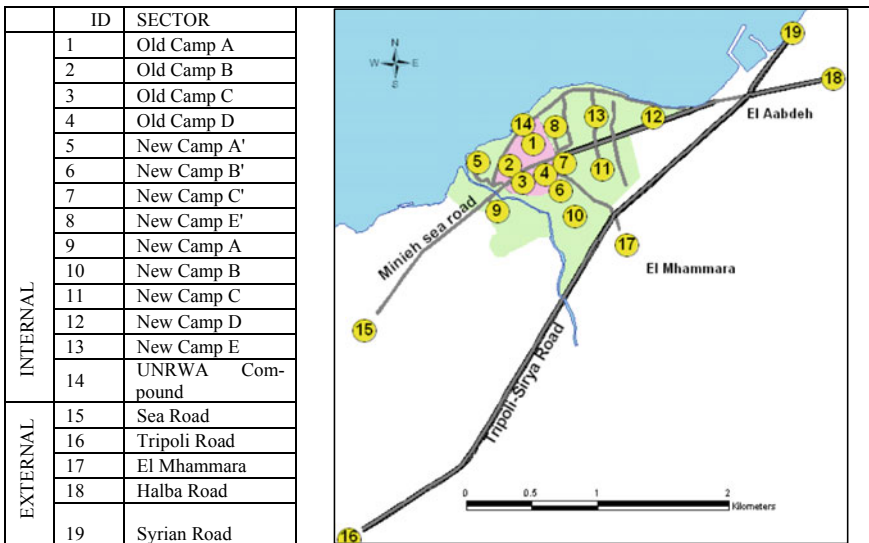 ID SECTOR
INTERNAL
1 Old Camp A
2 Old Camp B
3 Old Camp C
4 Old Camp D
5 New Camp A'
6 New Camp B'
7 New Camp C'
8 New Camp E'
9 New Camp A
10 New Camp B
11 New Camp C
12 New Camp D
13 New Camp E
14 UNRWA Com-
pound
EXTERNAL
15 Sea Road
16 Tripoli Road
17 El Mhammara
18 Halba Road
19 Syrian Road
N
W E
S
19
18
El Aabdeh
14 8 13 12
1
5 2 7
3 4 11
6
9 10
17
Minieh sea road
El Mhammara
15
Tripoli-Sirya Road
0 0.5 1 2
Kilometers
16